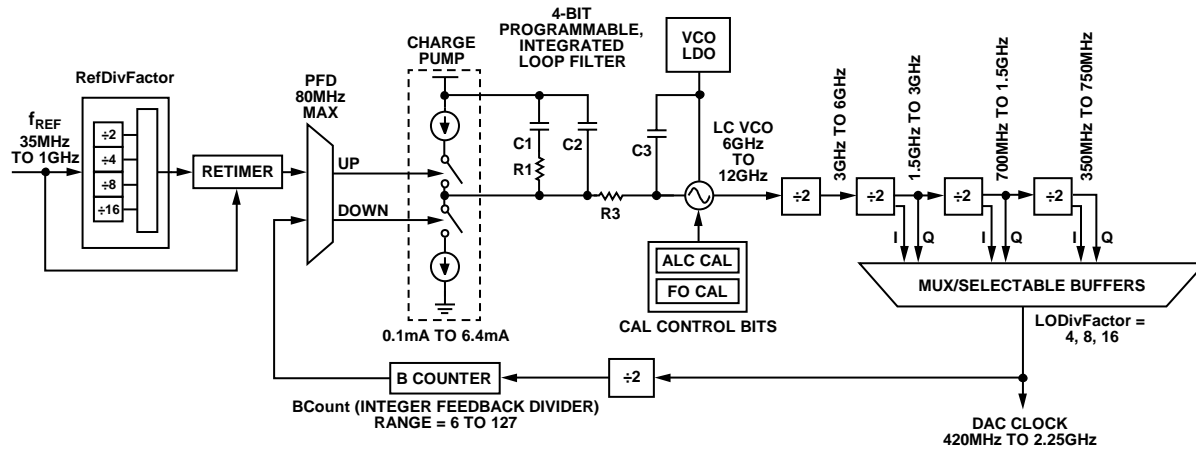 4-BIT
PROGRAMMABLE,
INTEGRATED
LOOP FILTER
VCO
LDO
CHARGE
PUMP
RefDivFactor
PFD
80MHz
MAX
fREF
35MHz
TO 1GHz
÷2
÷4
÷8
÷16
RETIMER
UP
DOWN
C1
R1
C2
R3
C3
LC VCO
6GHz
TO
12GHz
÷2
3GHz TO 6GHz
÷2
1.5GHz TO 3GHz
÷2
700MHz TO 1.5GHz
÷2
350MHz TO 750MHz
I
Q
I
Q
I
Q
ALC CAL
FO CAL
CAL CONTROL BITS
MUX/SELECTABLE BUFFERS
LODivFactor =
4, 8, 16
0.1mA TO 6.4mA
B COUNTER
÷2
BCount (INTEGER FEEDBACK DIVIDER)
RANGE = 6 TO 127
DAC CLOCK
420MHz TO 2.25GHz